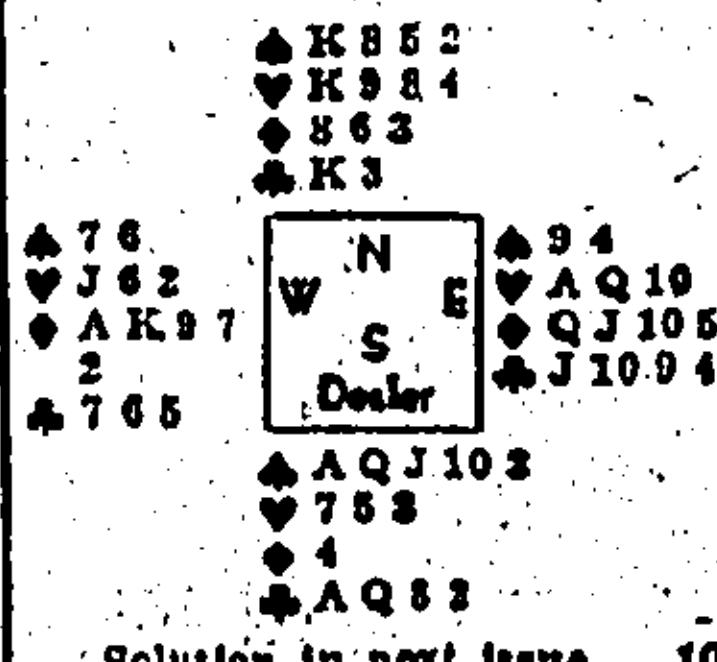 ♠ K 8 5 2
♥ K 9 8 4
♦ 8 6 3
♣ K 3
♠ 7 6
♥ J 6 2
♦ A K 9 7
2
♣ 7 6 5
N
W E
S
Dealer
♠ 9 4
♥ A Q 10
♦ Q J 10 5
♣ J 10 9 4
♠ A Q J 10 3
♥ 7 5 3
♦ 4
♣ A Q 8 2
Solution in next issue 10